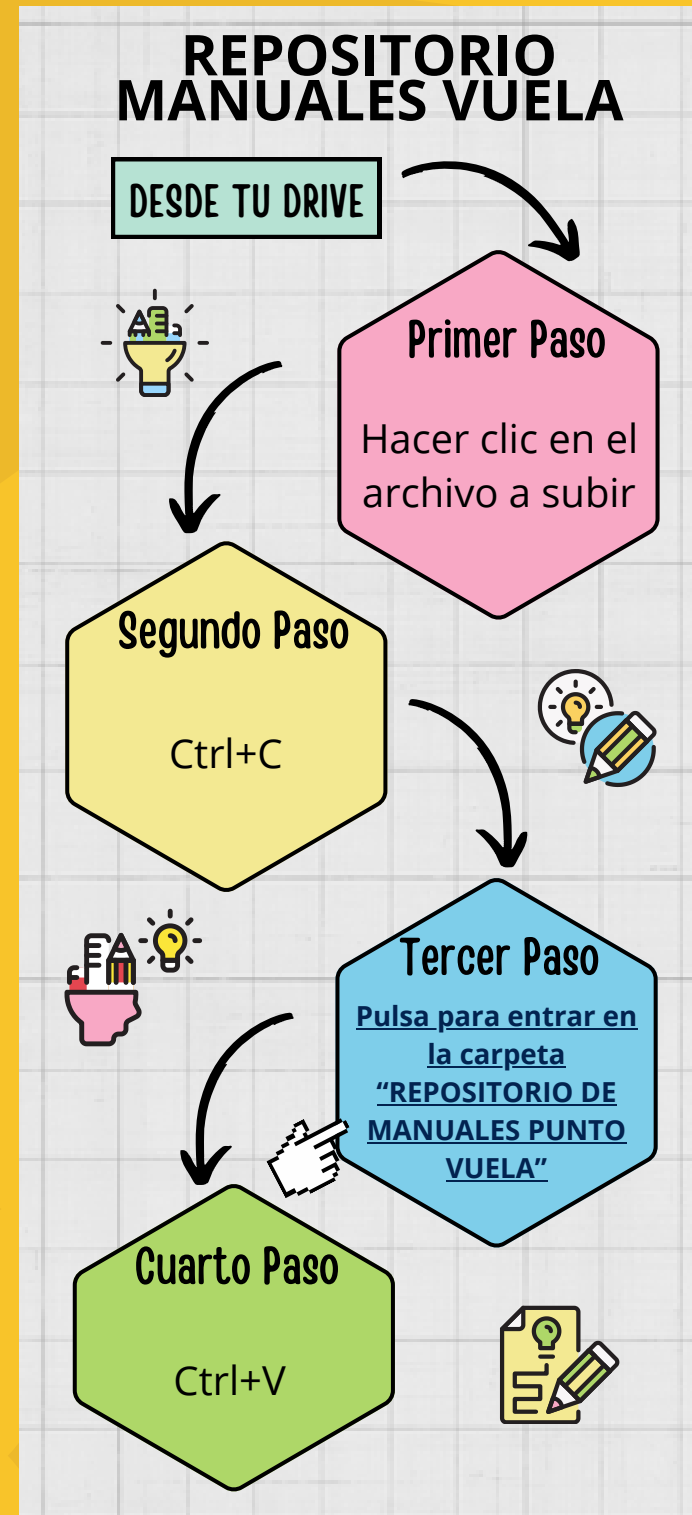 REPOSITORIO
MANUALES VUELA
DESDE TU DRIVE
Primer Paso
Hacer clic en el
archivo a subir
Segundo Paso
Ctrl+C
Tercer Paso
Pulsa para entrar en
la carpeta
“REPOSITORIO DE
MANUALES PUNTO
VUELA”
Cuarto Paso
Ctrl+V